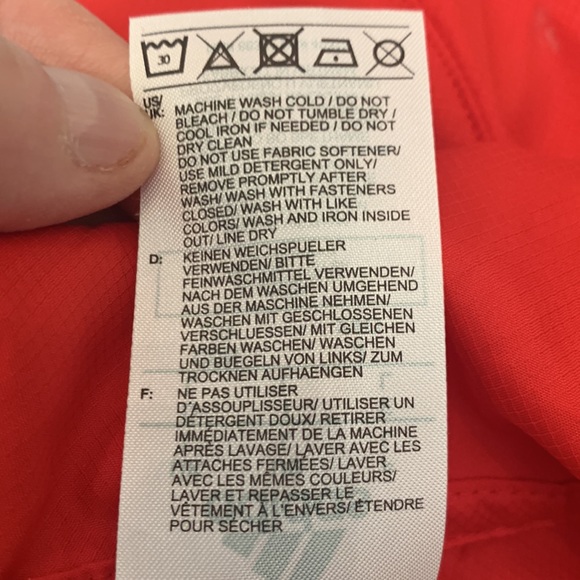 30
US/
UK: MACHINE WASH COLD / DO NOT
BLEACH / DO NOT TUMBLE DRY /
COOL IRON IF NEEDED / DO NOT
DRY CLEAN
DO NOT USE FABRIC SOFTENER/
USE MILD DETERGENT ONLY/
REMOVE PROMPTLY AFTER
WASH/ WASH WITH FASTENERS
CLOSED/ WASH WITH LIKE
COLORS/ WASH AND IRON INSIDE
OUT/ LINE DRY
D: KEINEN WEICHSPUELER
VERWENDEN/ BITTE
FEINWASCHMITTEL VERWENDEN/
NACH DEM WASCHEN UMGEHEND
AUS DER MASCHINE NEHMEN/
WASCHEN MIT GESCHLOSSENEN
VERSCHLUESSEN/ MIT GLEICHEN
FARBEN WASCHEN/ WASCHEN
UND BUEGELN VON LINKS/ ZUM
TROCKNEN AUFHAENGEN
F: NE PAS UTILISER
D´ASSOUPLISSEUR/ UTILISER UN
DÉTERGENT DOUX/ RETIRER
IMMÉDIATEMENT DE LA MACHINE
APRÉS LAVAGE/ LAVER AVEC LES
ATTACHES FERMÉES/ LAVER
AVEC LES MÊMES COULEURS/
LAVER ET REPASSER LE
VÊTEMENT À L'ENVERS/ ÉTENDRE
POUR SÉCHER